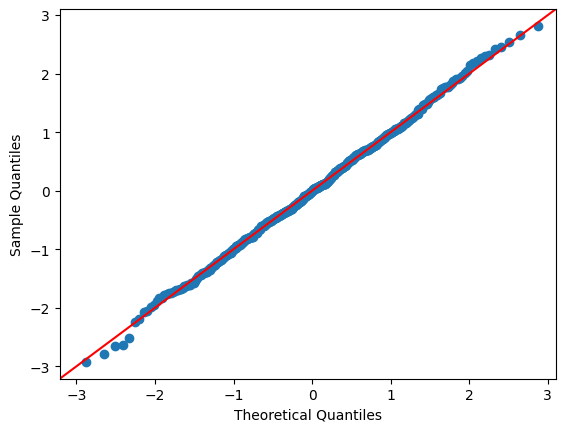 3
2
1
0
−1
−2
−3
Sample Quantiles
−3 −2 −1 0 1 2 3
Theoretical Quantiles